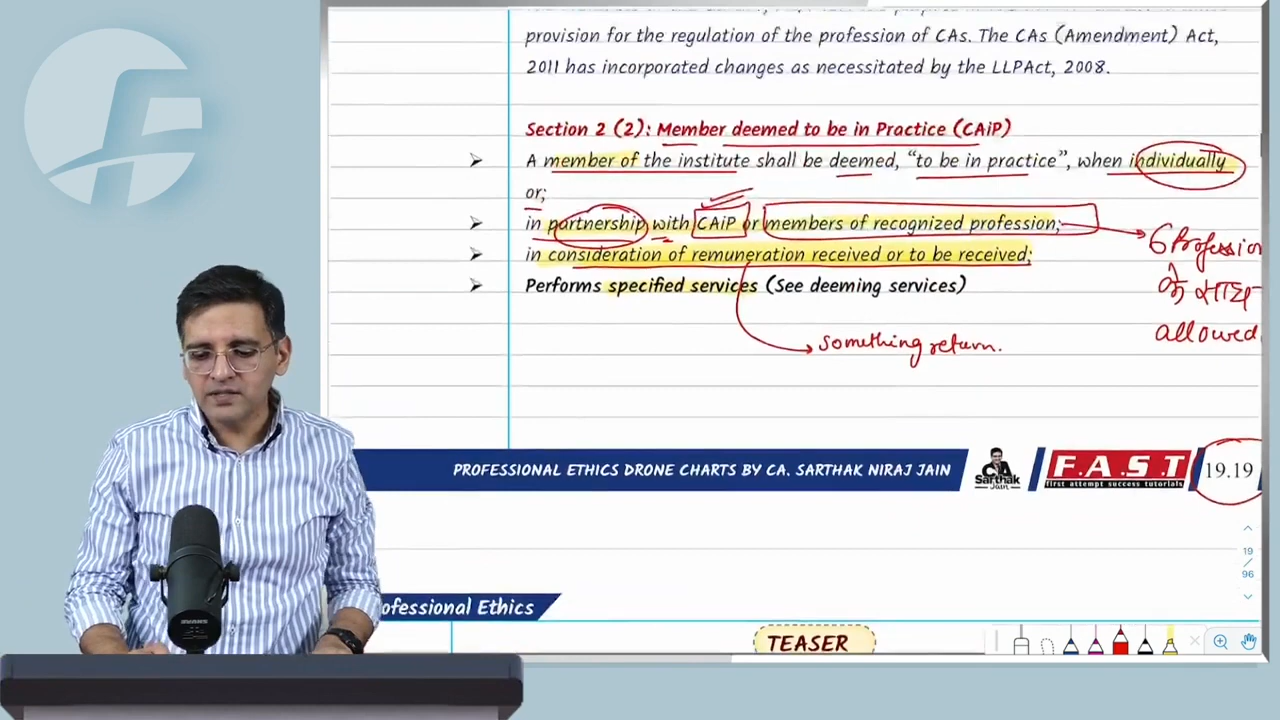 provision for the regulation of the profession of CAs. The CAs (Amendment) Act,
2011 has incorporated changes as necessitated by the LLPAct, 2008.
Section 2 (2): Member deemed to be in Practice (CAiP)
➢ A member of the institute shall be deemed, "to be in practice", when individually
or;
➢ in partnership with CAiP or members of recognized profession;
➢ in consideration of remuneration received or to be received;
➢ Performs specified services (See deeming services)
6 Profession
allowed
something return.
PROFESSIONAL ETHICS DRONE CHARTS BY CA. SARTHAK NIRAJ JAIN
CA Sarthak Jain
F.A.S.T
first attempt success tutorials
19.19
19
/
96
ofessional Ethics
TEASER